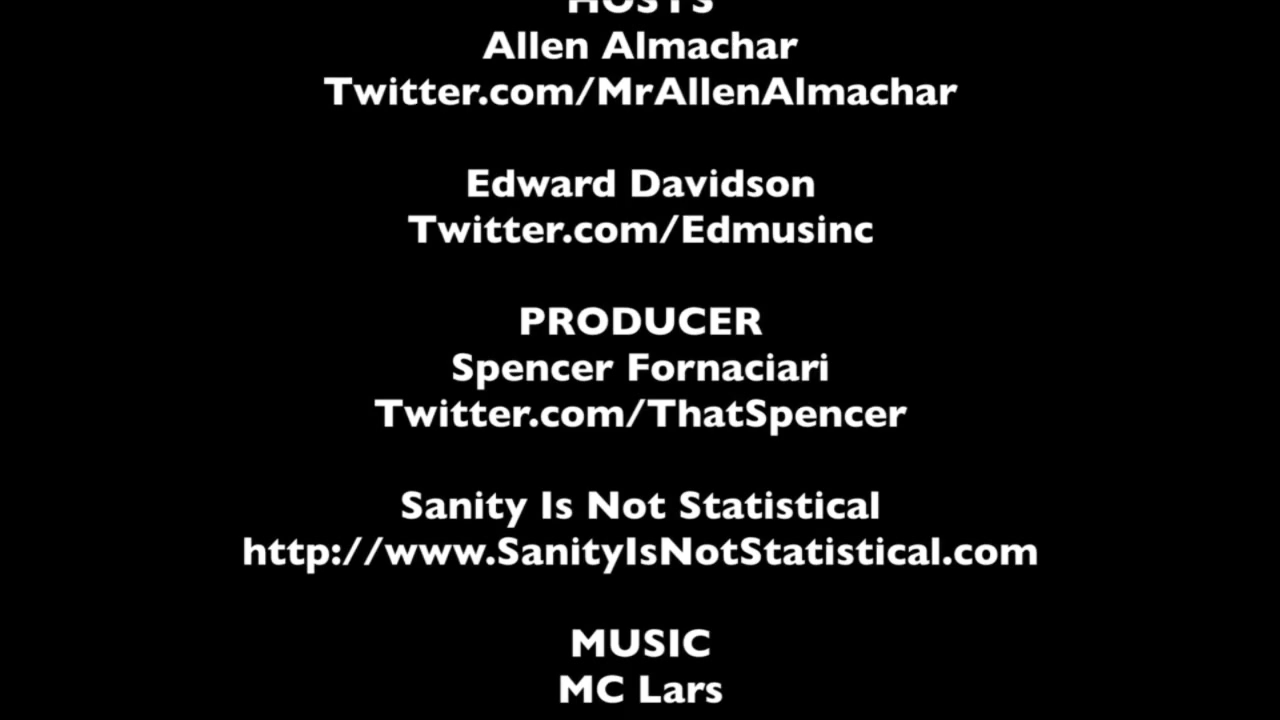 HOSTS
Allen Almachar
Twitter.com/MrAllenAlmachar
Edward Davidson
Twitter.com/Edmusinc
PRODUCER
Spencer Fornaciari
Twitter.com/ThatSpencer
Sanity Is Not Statistical
http://www.SanityIsNotStatistical.com
MUSIC
MC Lars